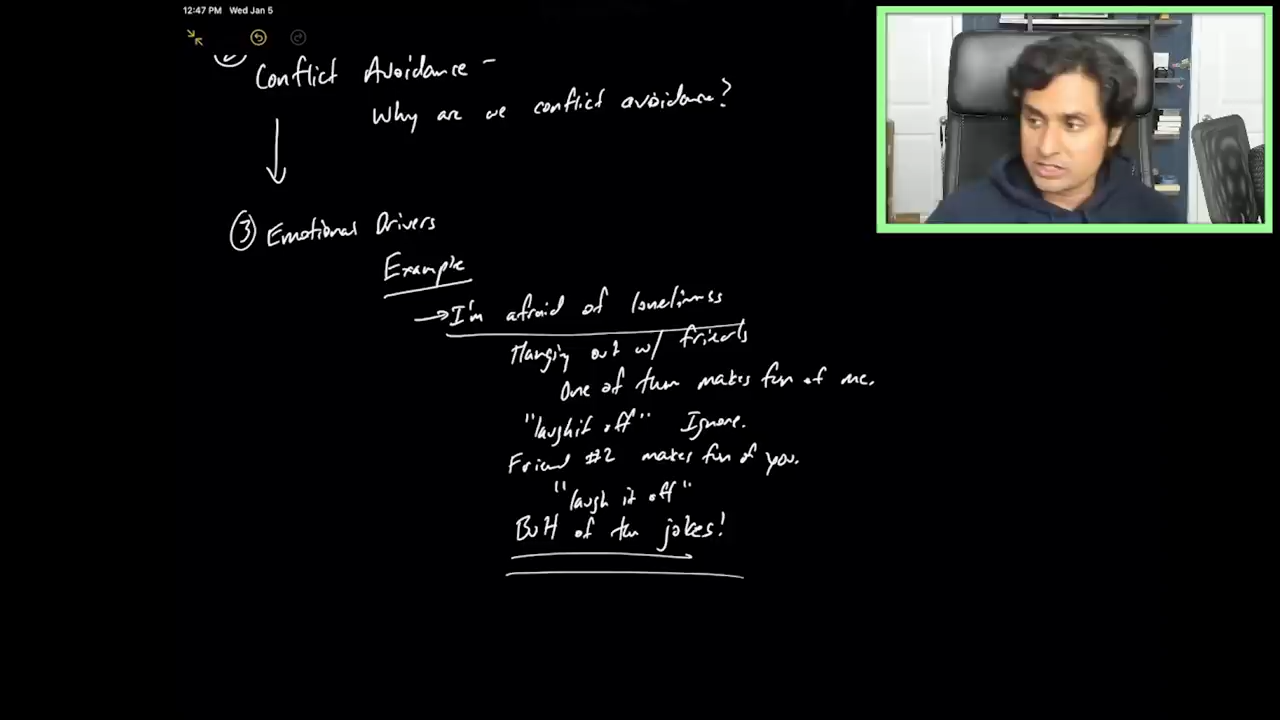 12:47 PM Wed Jan 5
Conflict Avoidance -
Why are we conflict avoidance?
3 Emotional Drivers
Example
→ I'm afraid of loneliness
Hanging out w/ friends
One of them makes fun of me.
"laugh it off" Ignore.
Friend #2 makes fun of you.
"laugh it off"
Butt of the jokes!